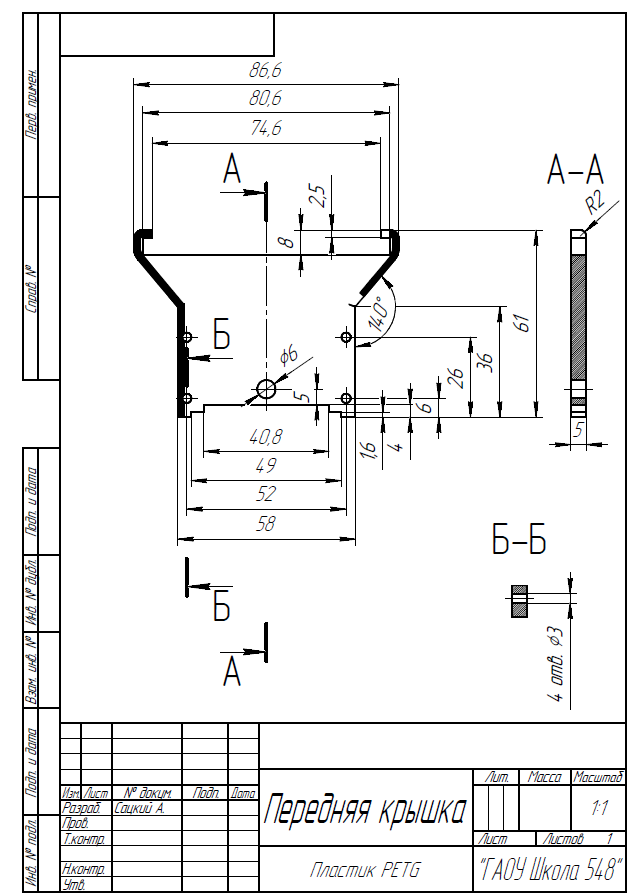 Перв. примен.
Справ. №
Подп. и дата
Инв. № дубл.
Взам. инв. №
Подп. и дата
Инв. № подл.
86,6
80,6
74,6
А
2,5
8
А-А
R2
140°
61
Б
36
26
ϕ6
5
6
5
40,8
1,6
4
49
52
58
Б-Б
Б
4 отв. ϕ3
А
Изм. Лист № докум. Подп. Дата
Разраб. Сацкий А.
Пров.
Т.контр.
Н.контр.
Утв.
Передняя крышка
Пластик PETG
Лит. Масса Масштаб
1:1
Лист Листов 1
"ГАОУ Школа 548"